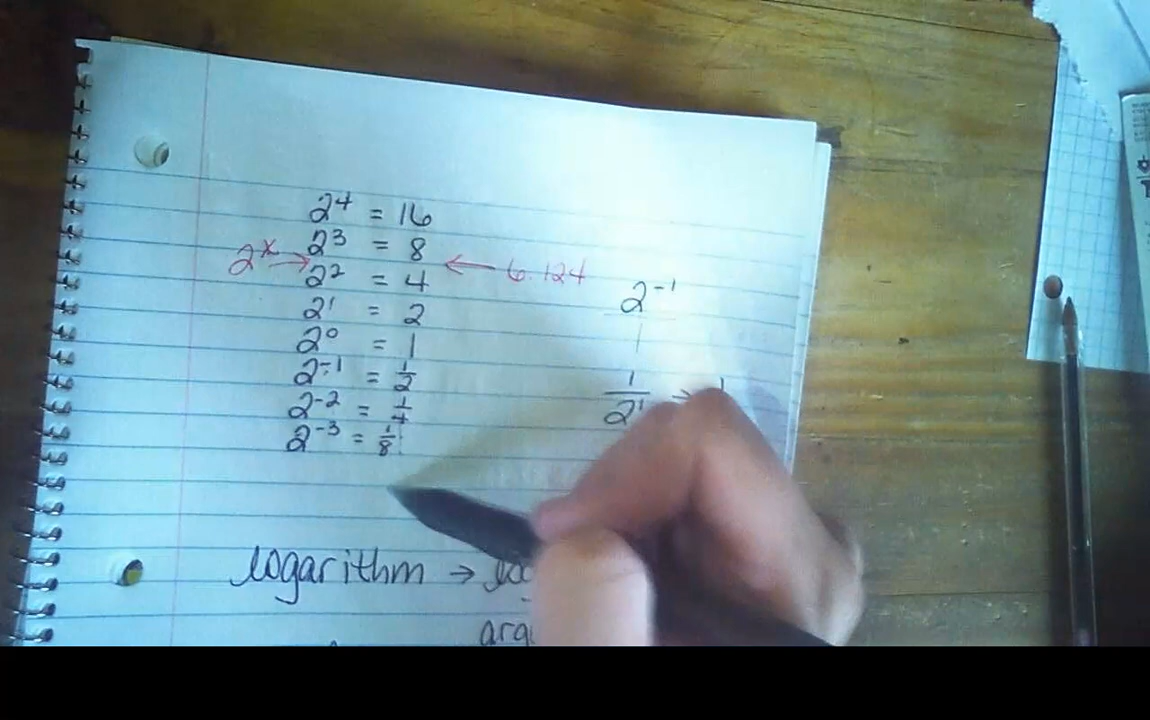 2⁴ = 16
2³ = 8
2ˣ → ← 6.124
2² = 4
2¹ = 2
2⁰ = 1
2⁻¹ = 1/2
2⁻² = 1/4
2⁻³ = 1/8
2⁻¹
1
1/2¹
logarithm →